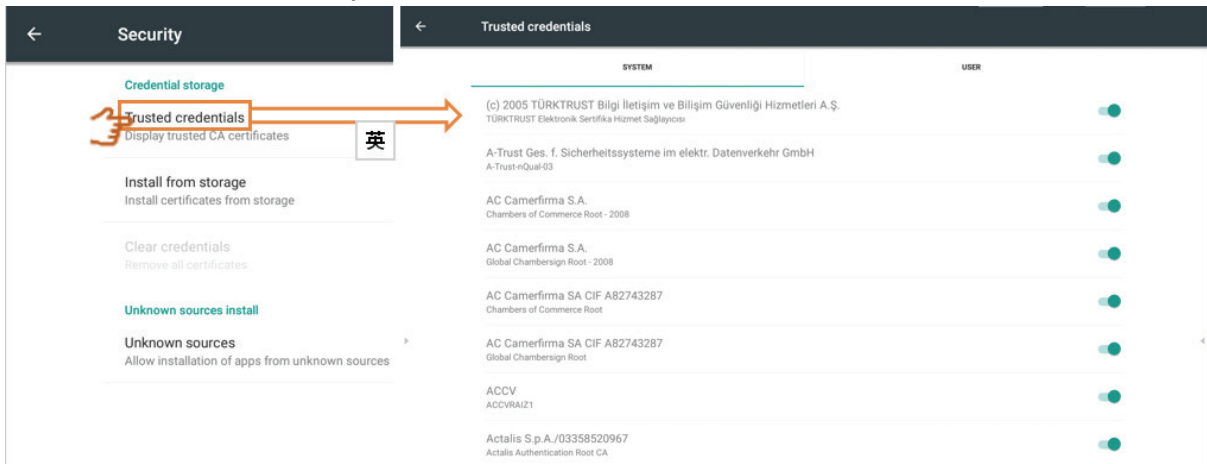 Security
Credential storage
Trusted credentials
Display trusted CA certificates
英
Install from storage
Install certificates from storage
Clear credentials
Remove all certificates
Unknown sources install
Unknown sources
Allow installation of apps from unknown sources
Trusted credentials
SYSTEM
USER
(c) 2005 TÜRKTRUST Bilgi İletişim ve Bilişim Güvenliği Hizmetleri A.Ş.
TÜRKTRUST Elektronik Sertifika Hizmet Sağlayıcısı
A-Trust Ges. f. Sicherheitssysteme im elektr. Datenverkehr GmbH
A-Trust-nQual-03
AC Camerfirma S.A.
Chambers of Commerce Root - 2008
AC Camerfirma S.A.
Global Chambersign Root - 2008
AC Camerfirma SA CIF A82743287
Chambers of Commerce Root
AC Camerfirma SA CIF A82743287
Global Chambersign Root
ACCV
ACCVRAIZ1
Actalis S.p.A./03358520967
Actalis Authentication Root CA